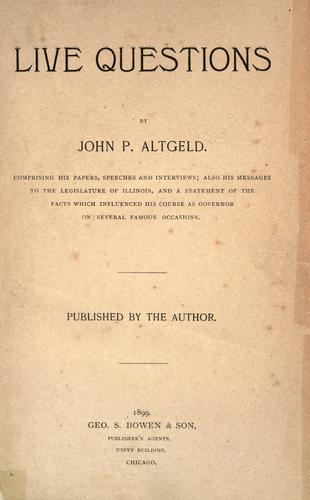 LIVE QUESTIONS
BY
JOHN P. ALTGELD.
COMPRISING HIS PAPERS, SPEECHES AND INTERVIEWS; ALSO HIS MESSAGES
TO THE LEGISLATURE OF ILLINOIS, AND A STATEMENT OF THE
FACTS WHICH INFLUENCED HIS COURSE AS GOVERNOR
ON SEVERAL FAMOUS OCCASIONS.
PUBLISHED BY THE AUTHOR.
1899.
GEO. S. BOWEN & SON,
PUBLISHER'S AGENTS,
UNITY BUILDING,
CHICAGO,